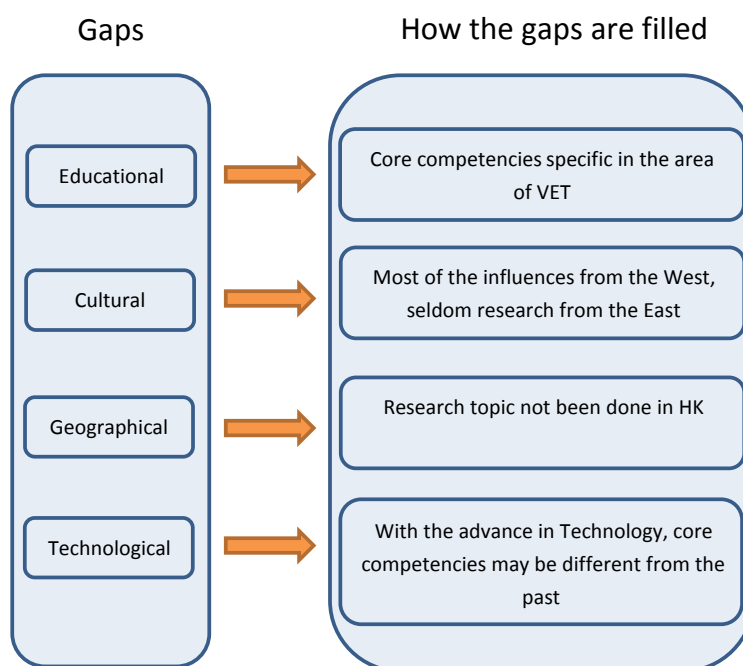 Gaps
How the gaps are filled
Educational
Core competencies specific in the area
of VET
Cultural
Most of the influences from the West,
seldom research from the East
Geographical
Research topic not been done in HK
Technological
With the advance in Technology, core
competencies may be different from the
past